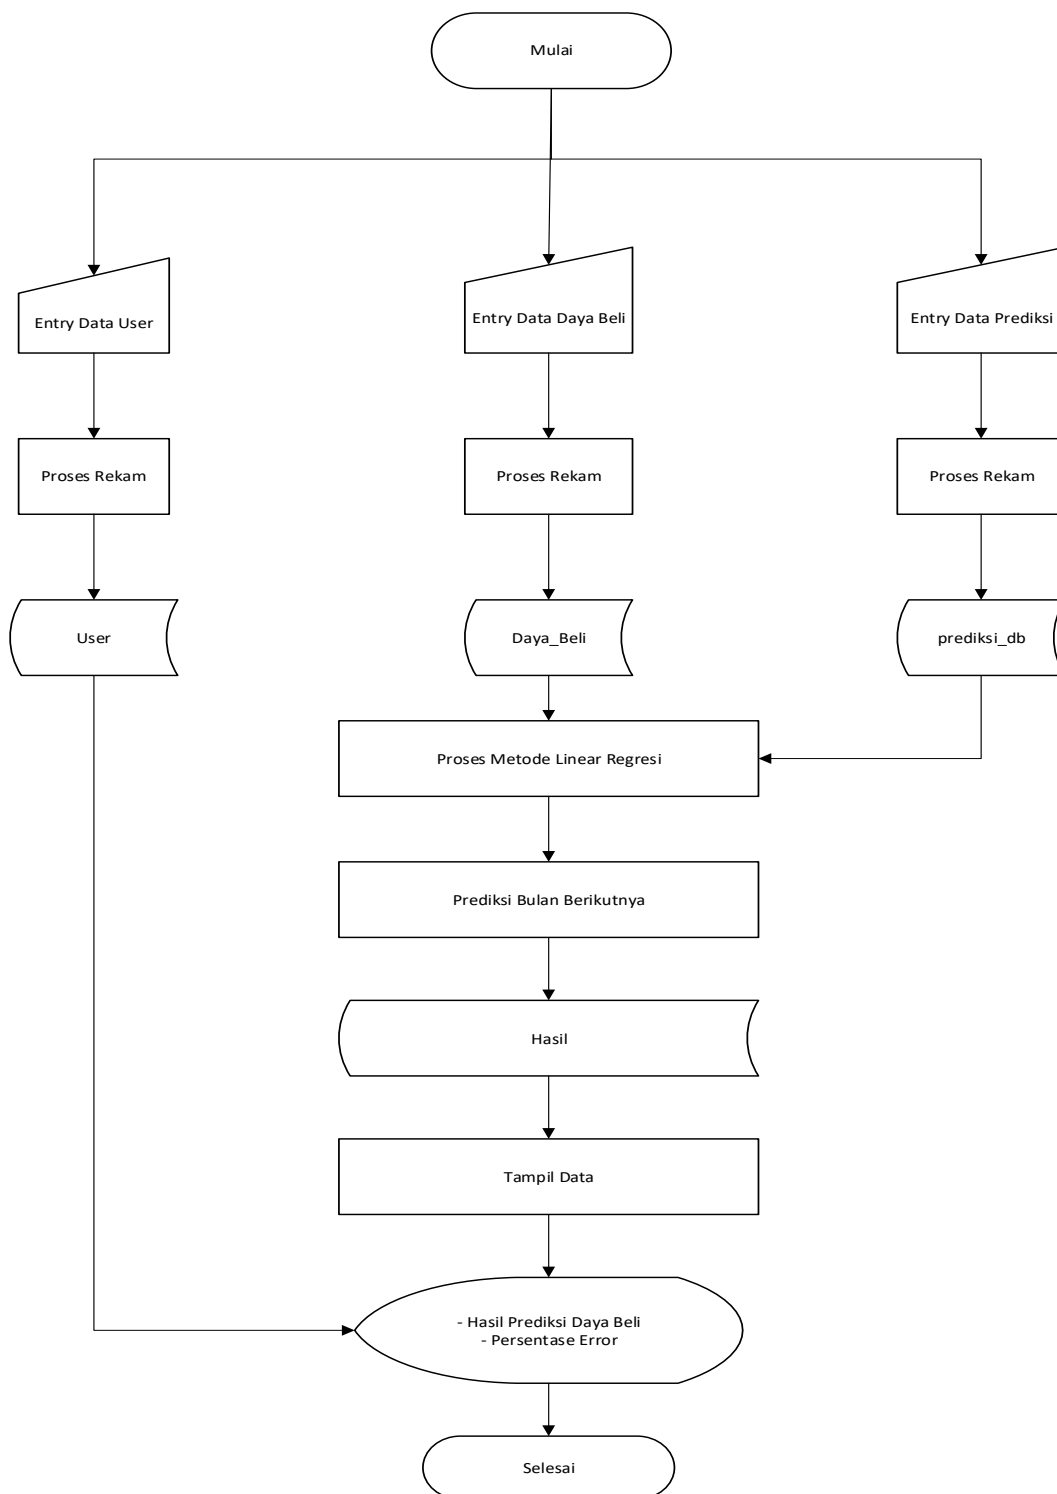 Mulai
Entry Data User
Entry Data Daya Beli
Entry Data Prediksi
Proses Rekam
Proses Rekam
Proses Rekam
User
Daya_Beli
prediksi_db
Proses Metode Linear Regresi
Prediksi Bulan Berikutnya
Hasil
Tampil Data
- Hasil Prediksi Daya Beli
- Persentase Error
Selesai